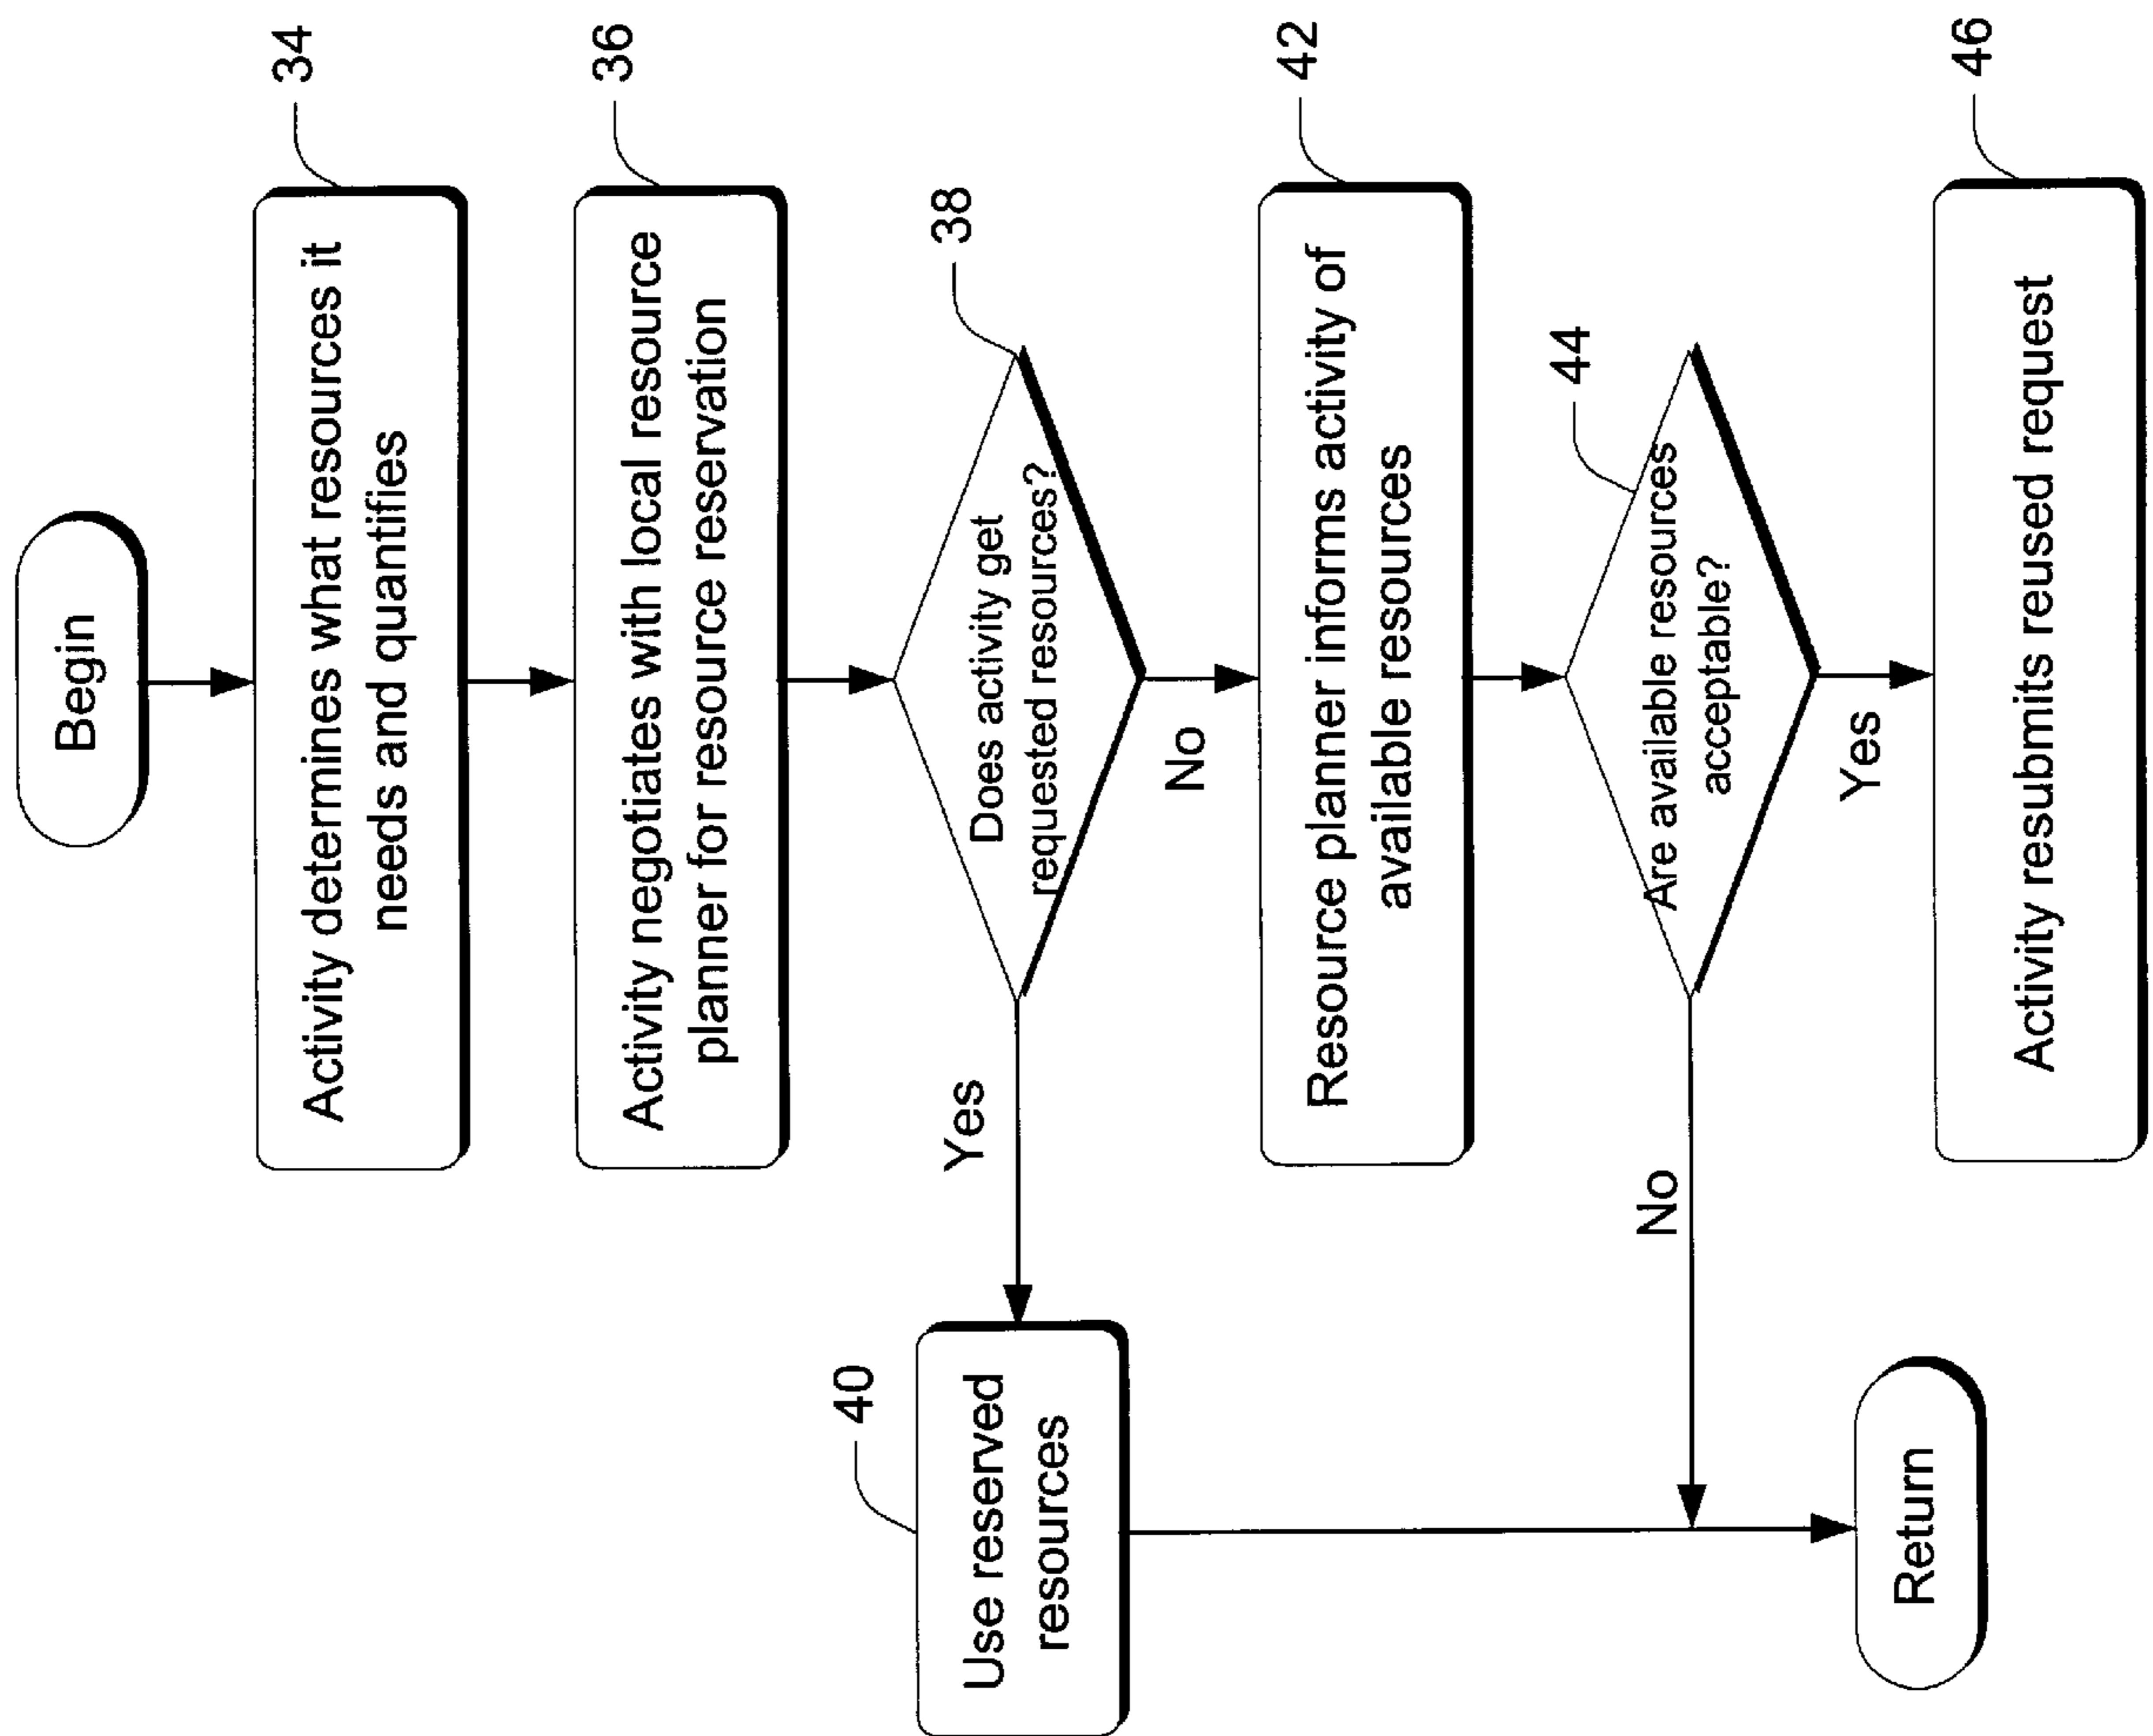 Begin
34
Activity determines what resources it
needs and quantifies
36
Activity negotiates with local resource
planner for resource reservation
38
Does activity get
requested resources?
Yes
No
40
Use reserved
resources
42
Resource planner informs activity of
available resources
44
Are available resources
acceptable?
No
Yes
46
Activity resubmits reused request
Return